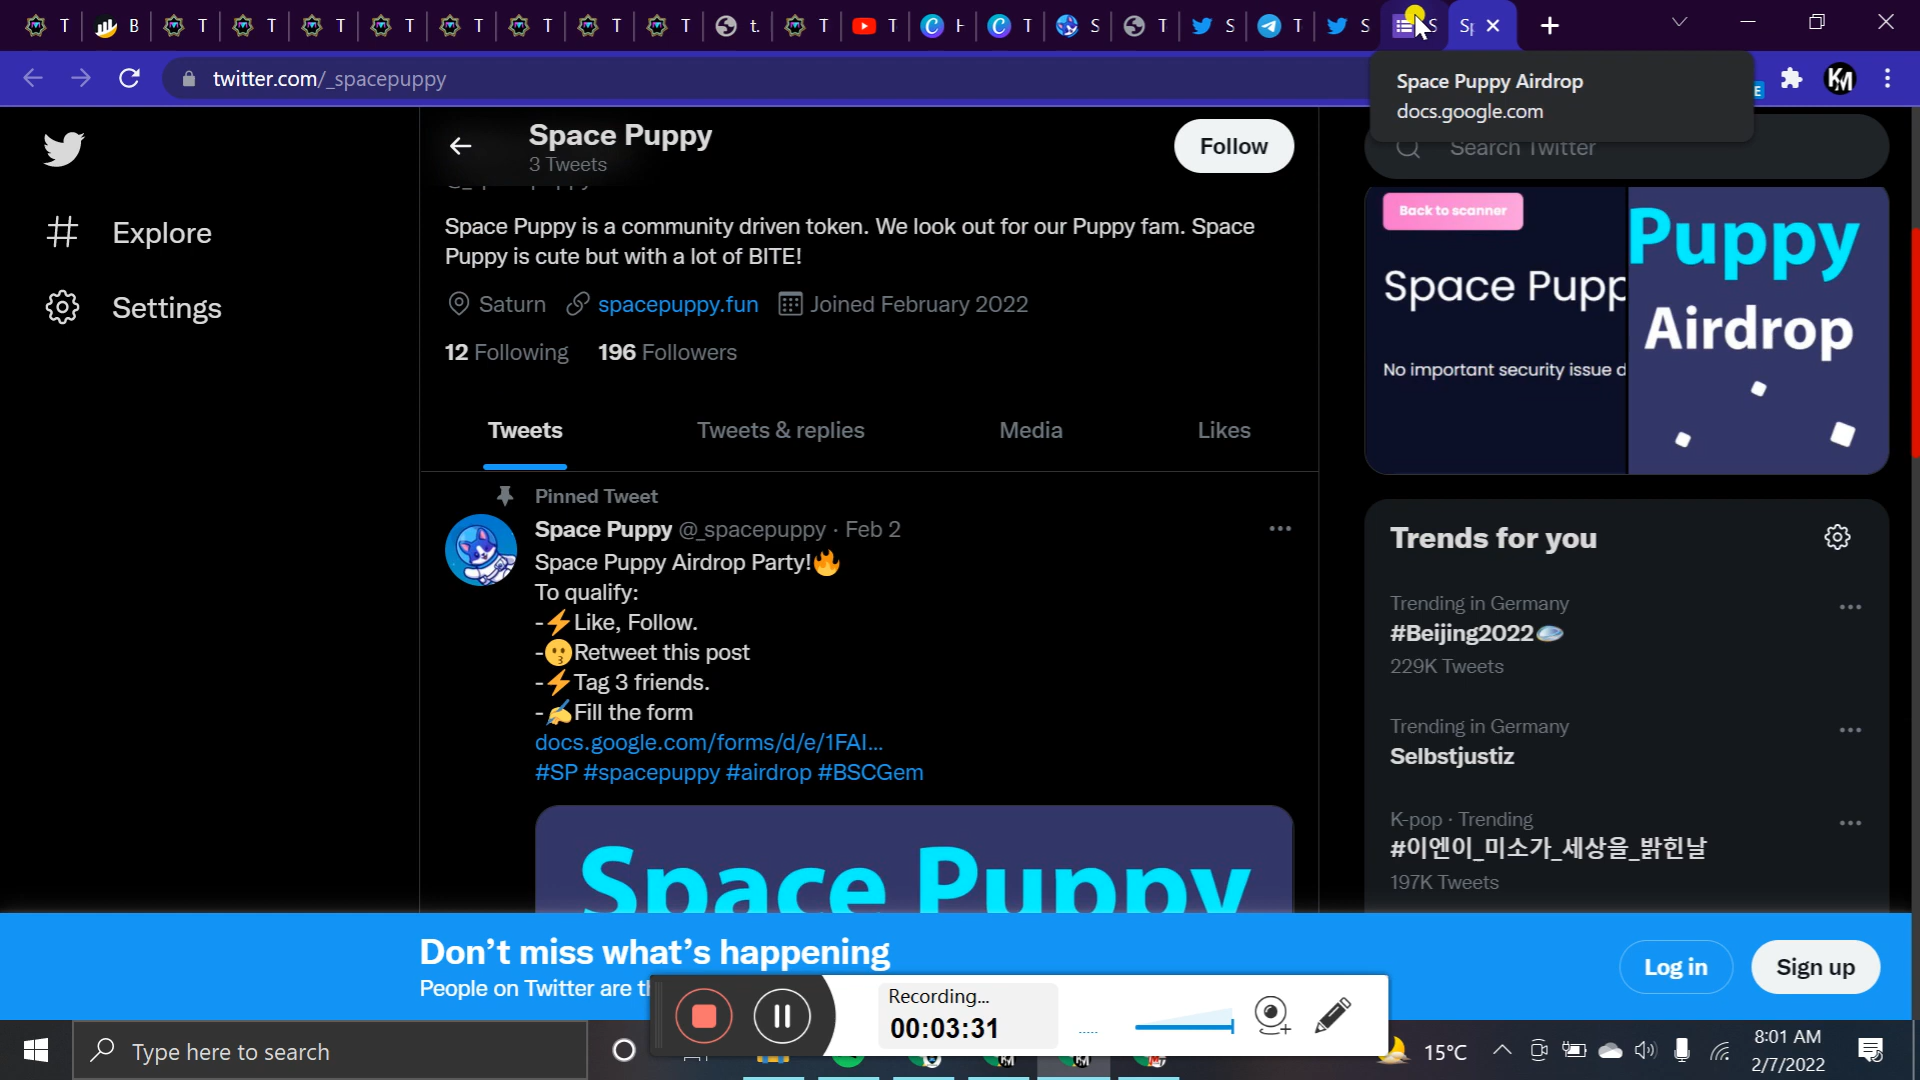 T B T T T T T T T T t. T T H T S T S T S S Sp
twitter.com/_spacepuppy
Space Puppy Airdrop
docs.google.com
Space Puppy
3 Tweets
Follow
Search Twitter
Explore
Settings
Space Puppy is a community driven token. We look out for our Puppy fam. Space
Puppy is cute but with a lot of BITE!
Saturn spacepuppy.fun Joined February 2022
12 Following 196 Followers
Tweets Tweets & replies Media Likes
Pinned Tweet
Space Puppy @_spacepuppy · Feb 2
Space Puppy Airdrop Party!🔥
To qualify:
-⚡Like, Follow.
-😗Retweet this post
-⚡Tag 3 friends.
-✍Fill the form
docs.google.com/forms/d/e/1FAI...
#SP #spacepuppy #airdrop #BSCGem
Space Puppy
Back to scanner
Space Pupp
No important security issue d
Puppy
Airdrop
Trends for you
Trending in Germany
#Beijing2022
229K Tweets
Trending in Germany
Selbstjustiz
K-pop · Trending
#이엔이_미소가_세상을_밝힌날
197K Tweets
Don't miss what's happening
People on Twitter are th
Log in
Sign up
Recording...
00:03:31
Type here to search
15°C
8:01 AM
2/7/2022